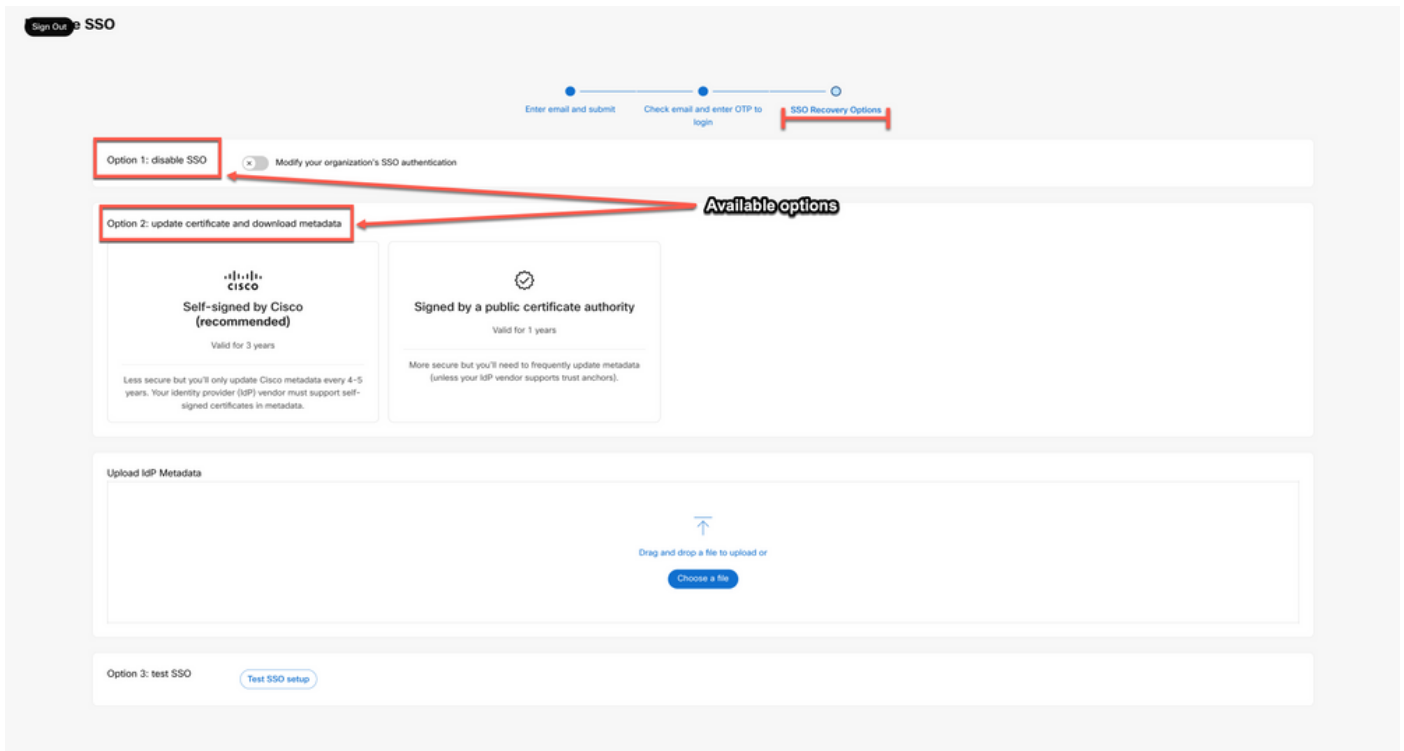 Sign Out e SSO
Enter email and submit
Check email and enter OTP to
login
SSO Recovery Options
Option 1: disable SSO
Modify your organization's SSO authentication
Available options
Option 2: update certificate and download metadata
CISCO
Self-signed by Cisco
(recommended)
Valid for 3 years
Less secure but you'll only update Cisco metadata every 4-5
years. Your identity provider (IdP) vendor must support self-
signed certificates in metadata.
Signed by a public certificate authority
Valid for 1 years
More secure but you'll need to frequently update metadata
(unless your IdP vendor supports trust anchors).
Upload IdP Metadata
Drag and drop a file to upload or
Choose a file
Option 3: test SSO
Test SSO setup